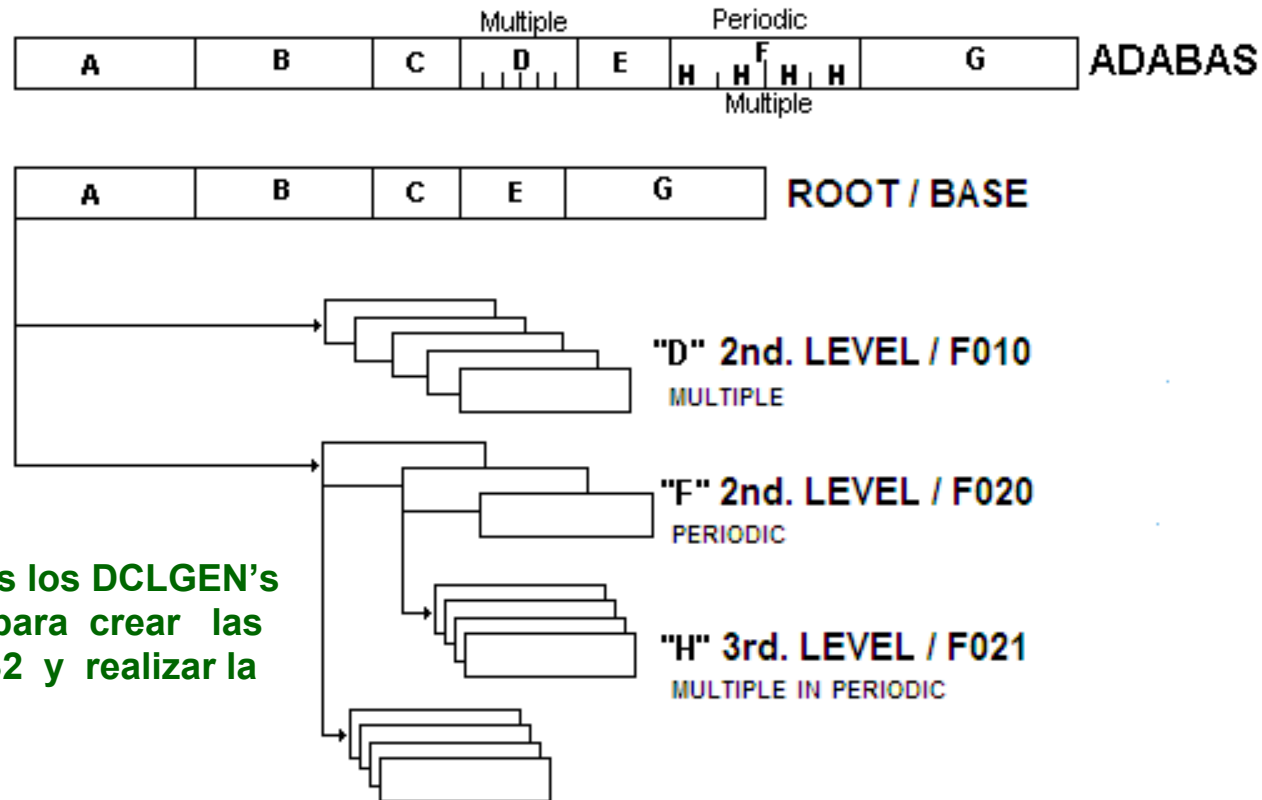 Multiple Periodic
A B C D E F G ADABAS
H H H H
Multiple
A B C E G ROOT / BASE
"D" 2nd. LEVEL / F010
MULTIPLE
"F" 2nd. LEVEL / F020
PERIODIC
s los DCLGEN's
para crear las
2 y realizar la
"H" 3rd. LEVEL / F021
MULTIPLE IN PERIODIC